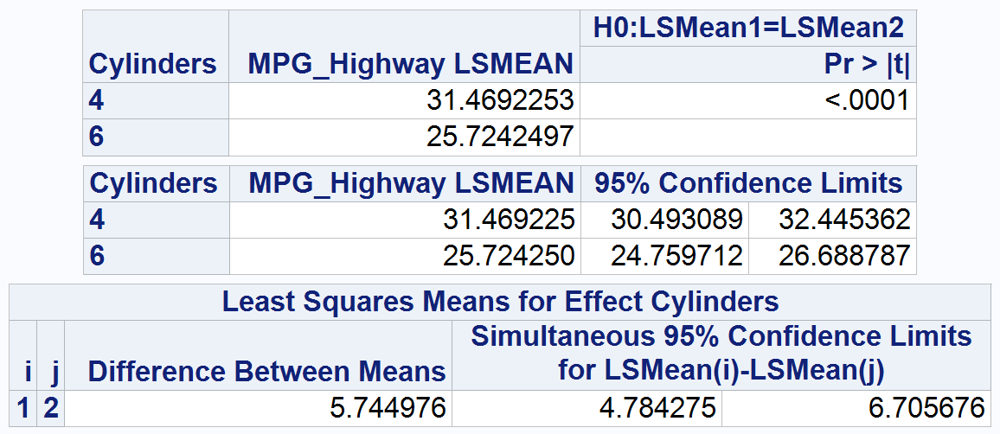 H0:LSMean1=LSMean2
Cylinders MPG_Highway LSMEAN Pr > |t|
4 31.4692253 <.0001
6 25.7242497
Cylinders MPG_Highway LSMEAN 95% Confidence Limits
4 31.469225 30.493089 32.445362
6 25.724250 24.759712 26.688787
Least Squares Means for Effect Cylinders
Simultaneous 95% Confidence Limits
i j Difference Between Means for LSMean(i)-LSMean(j)
1 2 5.744976 4.784275 6.705676